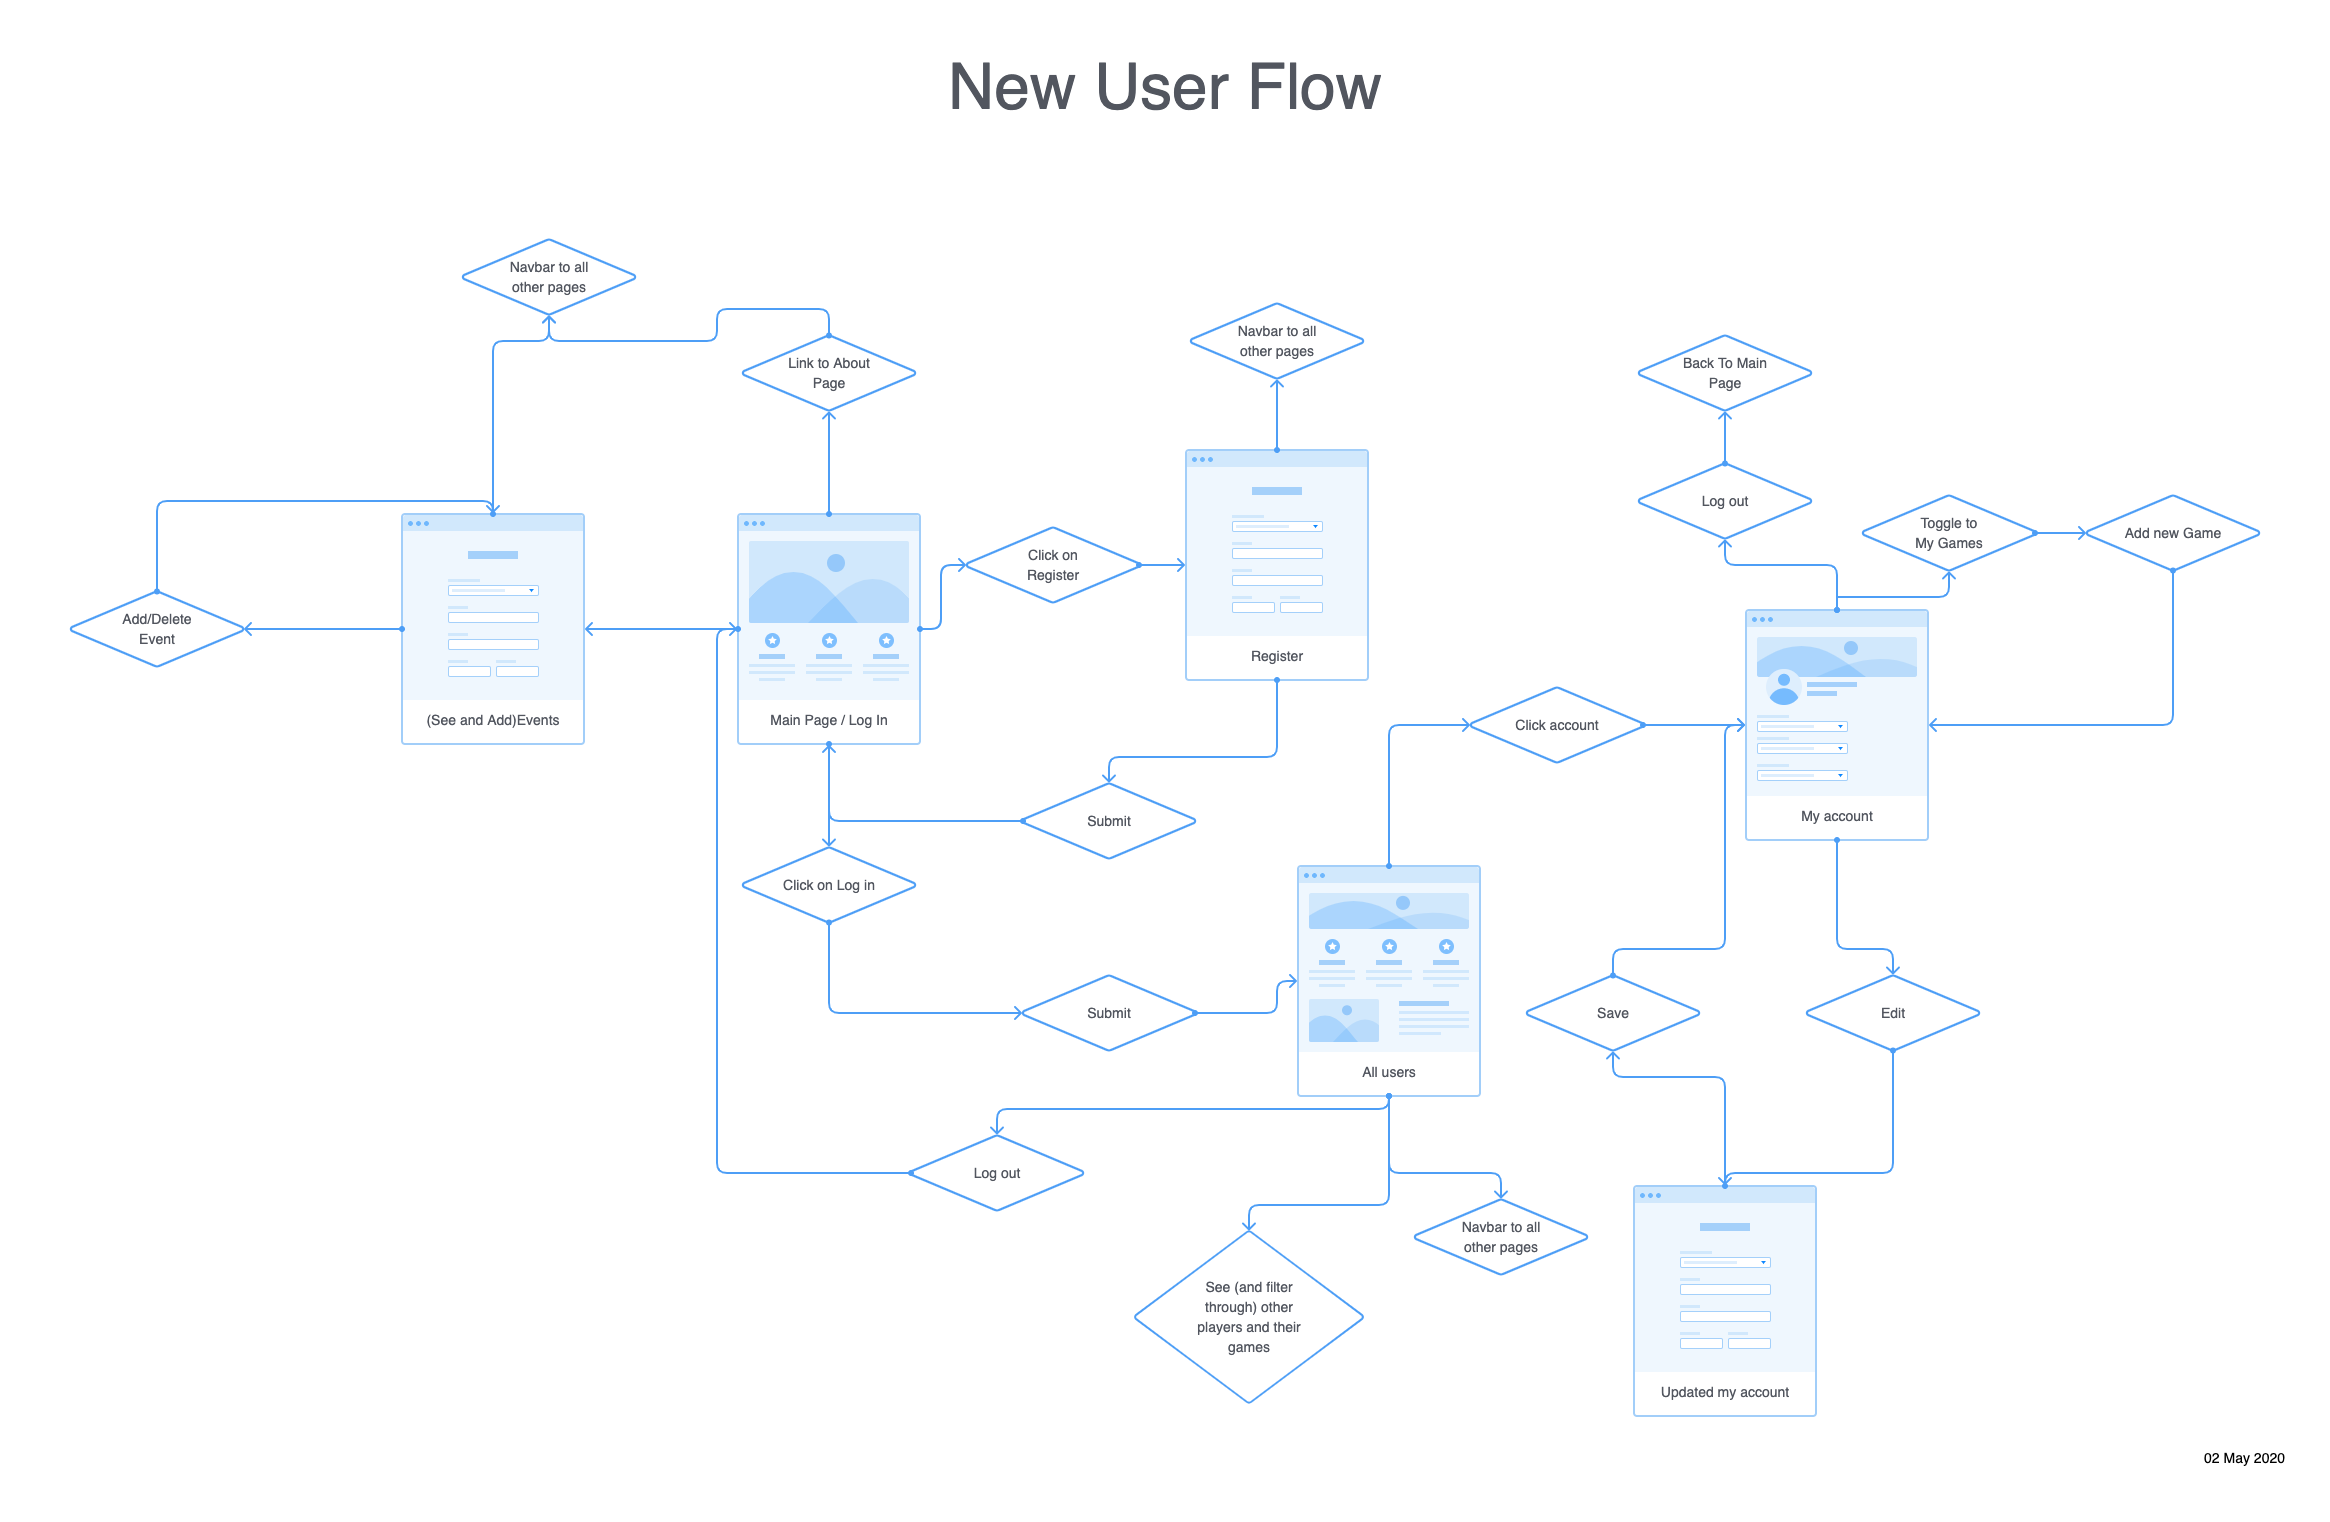 New User Flow
Navbar to all
other pages
Link to About
Page
Navbar to all
other pages
Back To Main
Page
Log out
Toggle to
My Games
Add new Game
Click on
Register
Add/Delete
Event
(See and Add)Events
Main Page / Log In
Register
Click account
My account
Submit
Click on Log in
Submit
All users
Save
Edit
Log out
Navbar to all
other pages
See (and filter
through) other
players and their
games
Updated my account
02 May 2020